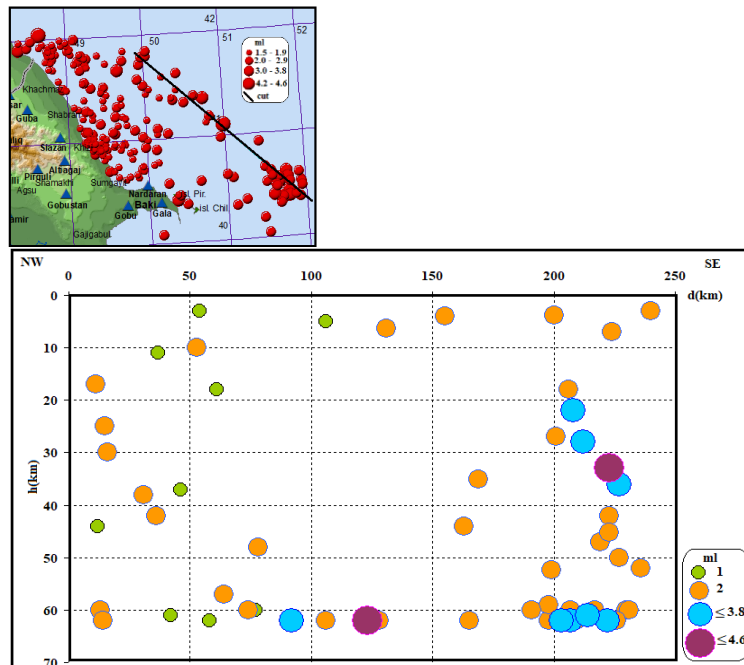 42
49
50
51
52
ml
1.5 - 1.9
2.0 - 2.9
3.0 - 3.8
4.2 - 4.6
cut
Khachmaz
Guba
Shabran
Siazan
Altiagaj
Pirguli
Shamakhi
Sumgayit
Agsu
Gobustan
Nardaran
Baki
Gobu
Gala
isl Pir.
isl Chil
40
Gajigabul
NW
SE
0
50
100
150
200
250
d(km)
0
10
20
30
40
50
60
70
h(km)
ml
1
2
≤3.8
≤4.6